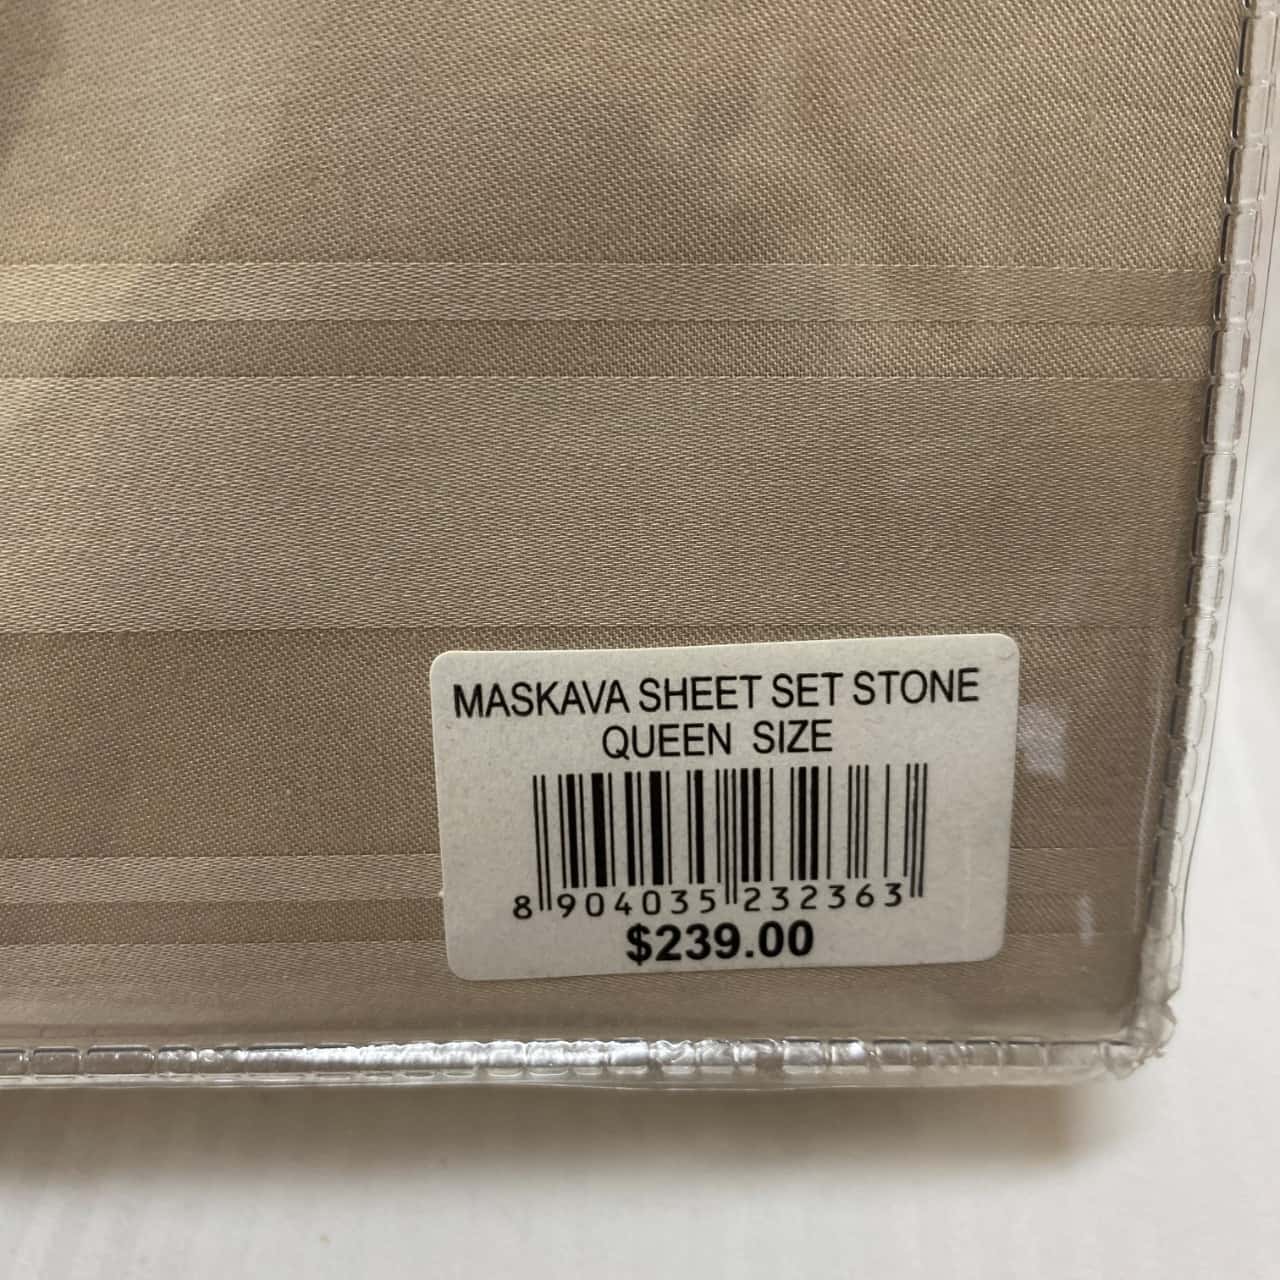 MASKAVA SHEET SET STONE
QUEEN SIZE
8 904035 232363
$239.00